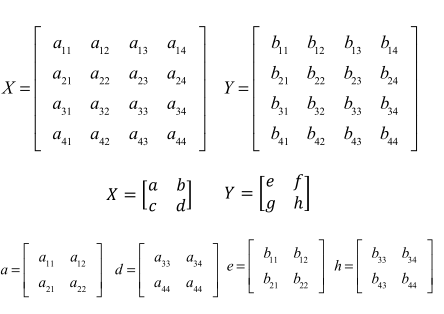 X = [ a₁₁ a₁₂ a₁₃ a₁₄ Y = [ b₁₁ b₁₂ b₁₃ b₁₄
a₂₁ a₂₂ a₂₃ a₂₄ b₂₁ b₂₂ b₂₃ b₂₄
a₃₁ a₃₂ a₃₃ a₃₄ b₃₁ b₃₂ b₃₃ b₃₄
a₄₁ a₄₂ a₄₃ a₄₄ ] b₄₁ b₄₂ b₄₃ b₄₄ ]
X = [ a b Y = [ e f
c d ] g h ]
a = [ a₁₁ a₁₂ d = [ a₃₃ a₃₄ e = [ b₁₁ b₁₂ h = [ b₃₃ b₃₄
a₂₁ a₂₂ ] a₄₄ a₄₄ ] b₂₁ b₂₂ ] b₄₃ b₄₄ ]